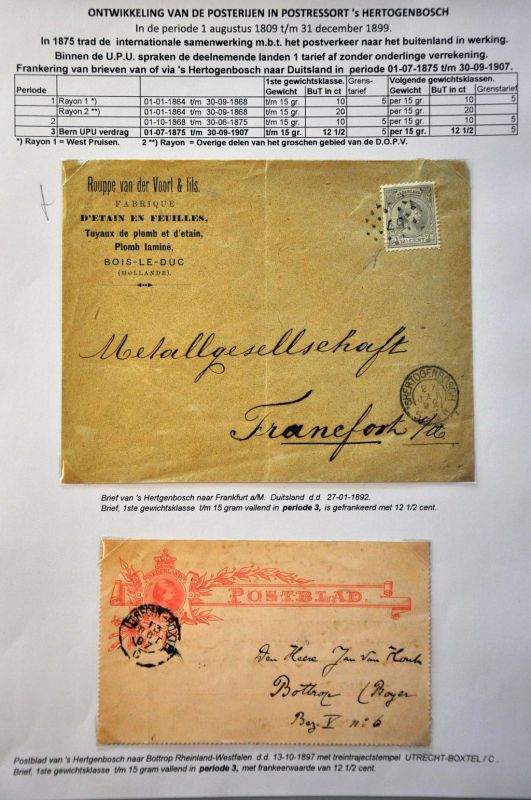 ONTWIKKELING VAN DE POSTERIJEN IN POSTRESSORT 's HERTOGENBOSCH
In de periode 1 augustus 1809 t/m 31 december 1899.
In 1875 trad de internationale samenwerking m.b.t. het postverkeer naar het buitenland in werking.
Binnen de U.P.U. spraken de deelnemende landen 1 tarief af zonder onderlinge verrekening.
Frankering van brieven van of via 's Hertogenbosch naar Duitsland in periode 01-07-1875 t/m 30-09-1907.
1ste gewichtsklasse. Grens- Volgende gewichtsklassen.
Periode Gewicht BuT in ct tarief Gewicht BuT in ct Grenstarief
1 Rayon 1 *) 01-01-1864 t/m 30-09-1868 t/m 15 gr. 10 5 per 15 gr. 10 5
Rayon 2 **) 01-01-1864 t/m 30-09-1868 t/m 15 gr. 20 per 15 gr. 20
2 01-10-1868 t/m 30-06-1875 t/m 15 gr. 10 5 per 15 gr. 10 5
3 Bern UPU verdrag 01-07-1875 t/m 30-09-1907 t/m 15 gr. 12 1/2 5 per 15 gr. 12 1/2 5
*) Rayon 1 = West Pruisen. 2 **) Rayon = Overige delen van het groschen gebied van de D.O.P.V.
Rouppe van der Voort & fils.
FABRIQUE
D'ETAIN EN FEUILLES,
Tuyaux de plomb et d'étain,
Plomb laminé,
BOIS-LE-DUC
(HOLLANDE).
NEDERLAND
12½ CENT
Metallgesellschaft
'S HERTOGENBOSCH
Francfort s/m
Brief van 's Hertgenbosch naar Frankfurt a/M. Duitsland d.d. 27-01-1892.
Brief, 1ste gewichtsklasse t/m 15 gram vallend in periode 3, is gefrankeerd met 12 1/2 cent.
NEDERLAND
POSTBLAD.
UTRECHT-BOXTEL
Den Heere Jan van
Bottrop
Bez. V no 6
Postblad van 's Hertgenbosch naar Bottrop Rheinland-Westfalen d.d. 13-10-1897 met treintrajectstempel UTRECHT-BOXTEL / C .
Brief, 1ste gewichtsklasse t/m 15 gram vallend in periode 3, met frankeerwaarde van 12 1/2 cent.